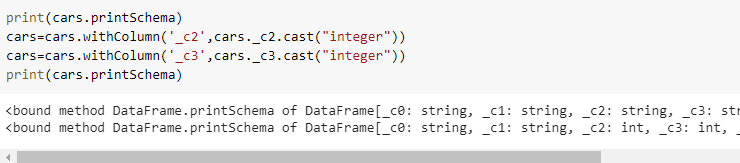 print(cars.printSchema)
cars=cars.withColumn('_c2',cars._c2.cast("integer"))
cars=cars.withColumn('_c3',cars._c3.cast("integer"))
print(cars.printSchema)
<bound method DataFrame.printSchema of DataFrame[_c0: string, _c1: string, _c2: string, _c3: str
<bound method DataFrame.printSchema of DataFrame[_c0: string, _c1: string, _c2: int, _c3: int, _